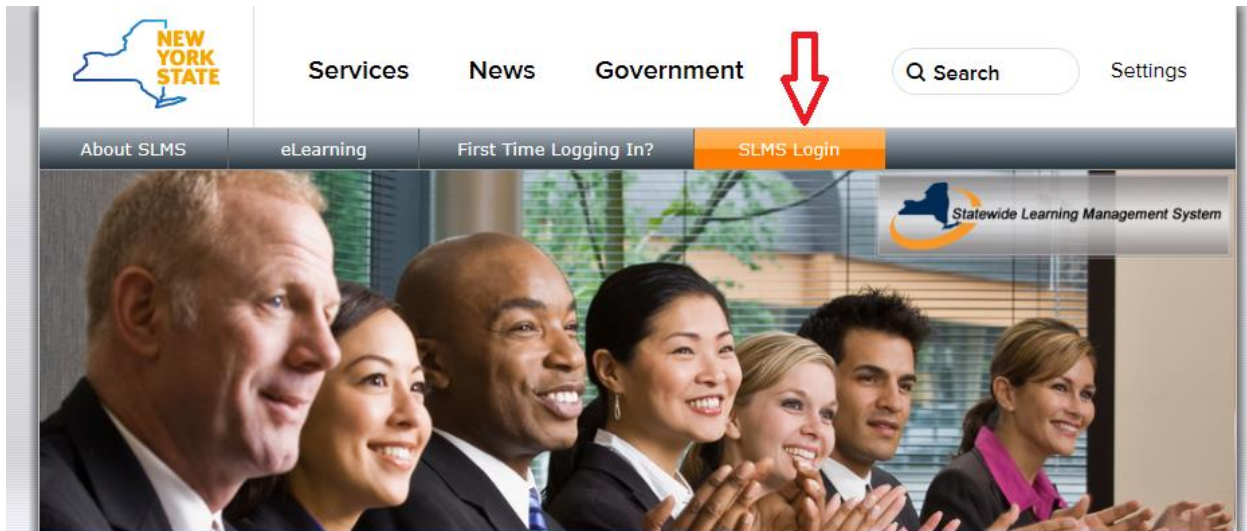 NEW
YORK
STATE
Services News Government Search Settings
About SLMS eLearning First Time Logging In? SLMS Login
Statewide Learning Management System